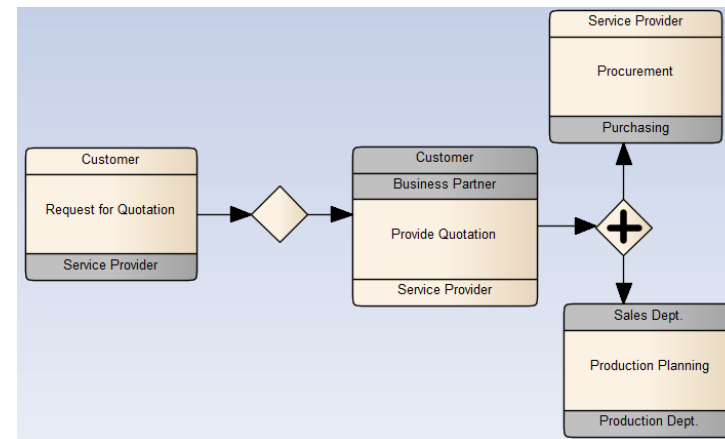 Customer
Request for Quotation
Service Provider
Customer
Business Partner
Provide Quotation
Service Provider
Service Provider
Procurement
Purchasing
Sales Dept.
Production Planning
Production Dept.